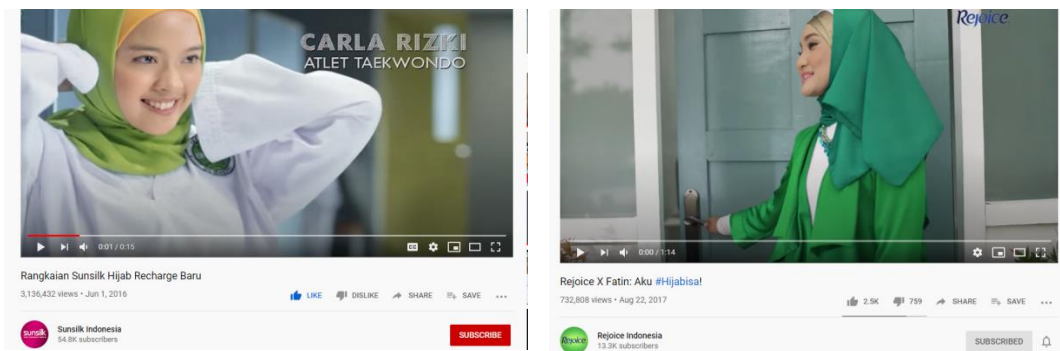 CARLA RIZKI
ATLET TAEKWONDO
0:01 / 0:15
CC
Rangkaian Sunsilk Hijab Recharge Baru
3,136,432 views • Jun 1, 2016
LIKE DISLIKE SHARE SAVE
sunsilk
Sunsilk Indonesia
54.8K subscribers
SUBSCRIBE
Rejoice
0:00 / 1:14
Rejoice X Fatin: Aku #Hijabisa!
732,808 views • Aug 22, 2017
2.5K 759 SHARE SAVE
Rejoice
Rejoice Indonesia
13.3K subscribers
SUBSCRIBED